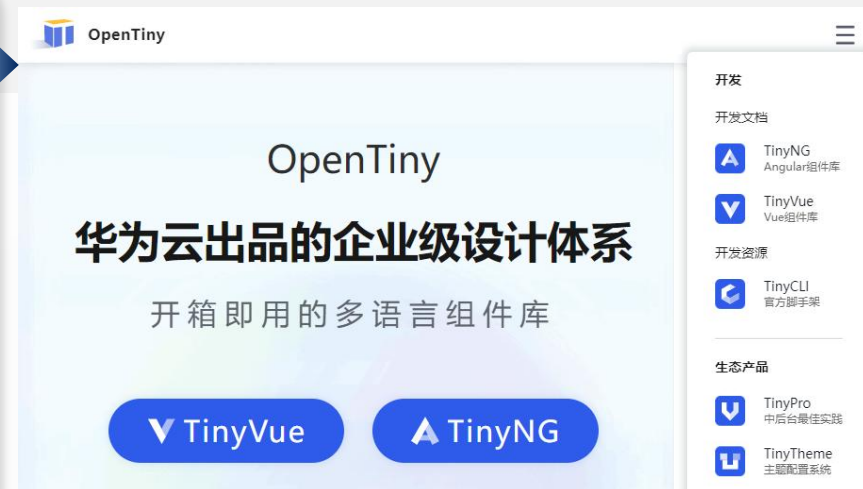 OpenTiny
OpenTiny
华为云出品的企业级设计体系
开箱即用的多语言组件库
TinyVue
TinyNG
开发
开发文档
TinyNG
Angular组件库
TinyVue
Vue组件库
开发资源
TinyCLI
官方脚手架
生态产品
TinyPro
中后台最佳实践
TinyTheme
主题配置系统